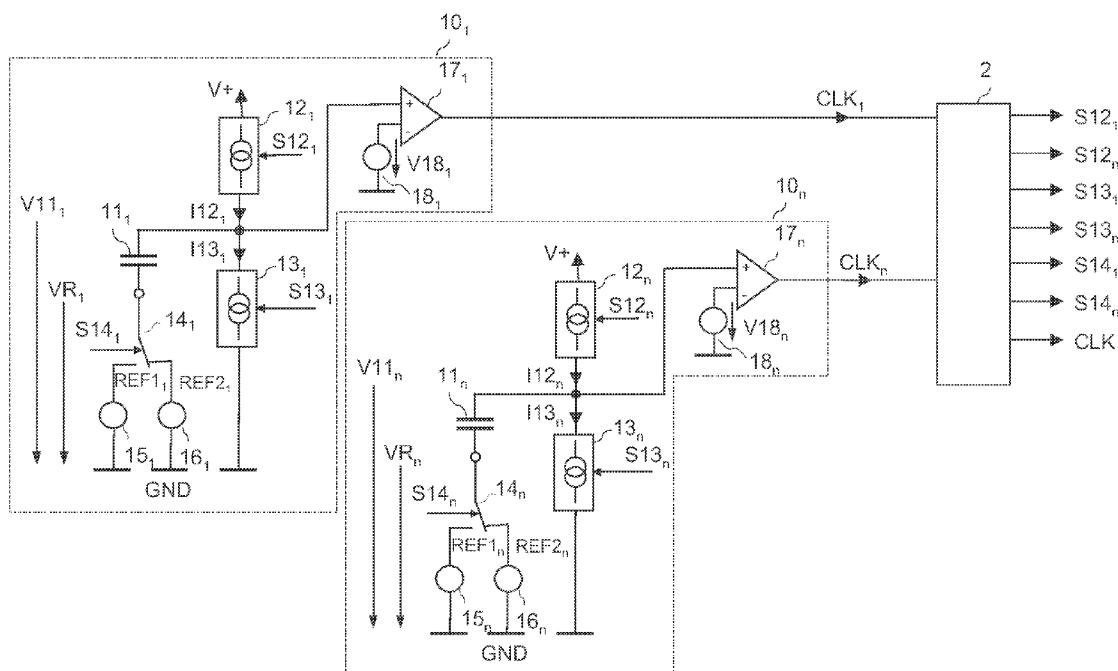 10₁
17₁
V+
12₁
S12₁
V18₁
18₁
CLK₁
2
S12₁
S12ₙ
S13₁
S13ₙ
S14₁
S14ₙ
CLK
V11₁
11₁
I12₁
I13₁
13₁
S13₁
VR₁
S14₁
14₁
REF1₁
REF2₁
15₁
16₁
GND
10ₙ
17ₙ
CLKₙ
V+
12ₙ
S12ₙ
V18ₙ
18ₙ
V11ₙ
11ₙ
I12ₙ
I13ₙ
13ₙ
S13ₙ
VRₙ
S14ₙ
14ₙ
REF1ₙ
REF2ₙ
15ₙ
16ₙ
GND